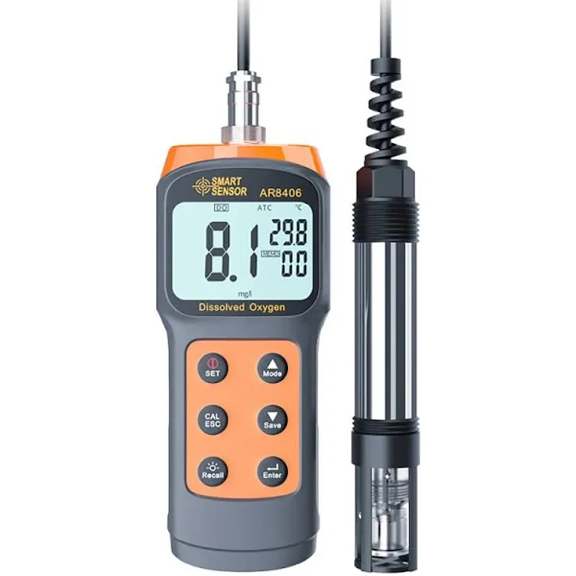 SMART
SENSOR
AR8406
DO
ATC
℃
8.1
29.8
MEMO
00
mg/l
Dissolved Oxygen
SET
Mode
CAL
ESC
Save
Recall
Enter